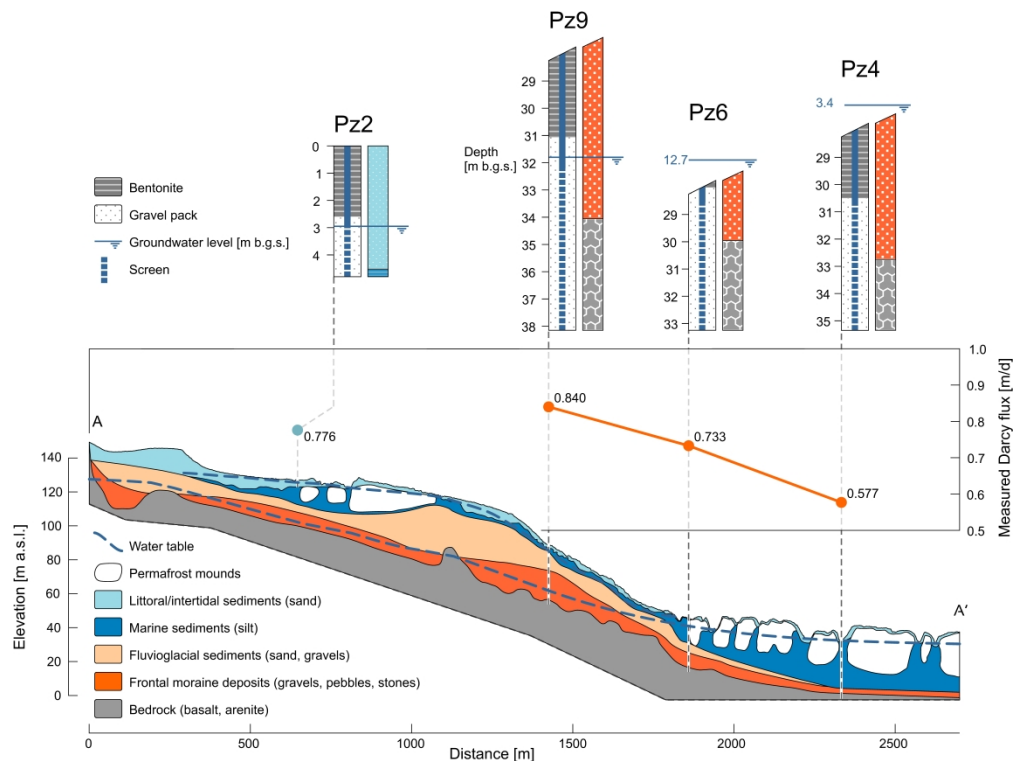 Pz9
Pz6
Pz4
Pz2
3.4
12.7
Depth
[m b.g.s.]
0
1
2
3
4
29
30
31
32
33
34
35
36
37
38
29
30
31
32
33
29
30
31
32
33
34
35
Bentonite
Gravel pack
Groundwater level [m b.g.s.]
Screen
A
0.776
0.840
0.733
0.577
1.0
0.9
0.8
0.7
0.6
0.5
Measured Darcy flux [m/d]
A'
140
120
100
80
60
40
20
0
Elevation [m a.s.l.]
Water table
Permafrost mounds
Littoral/intertidal sediments (sand)
Marine sediments (silt)
Fluvioglacial sediments (sand, gravels)
Frontal moraine deposits (gravels, pebbles, stones)
Bedrock (basalt, arenite)
0
500
1000
1500
2000
2500
Distance [m]